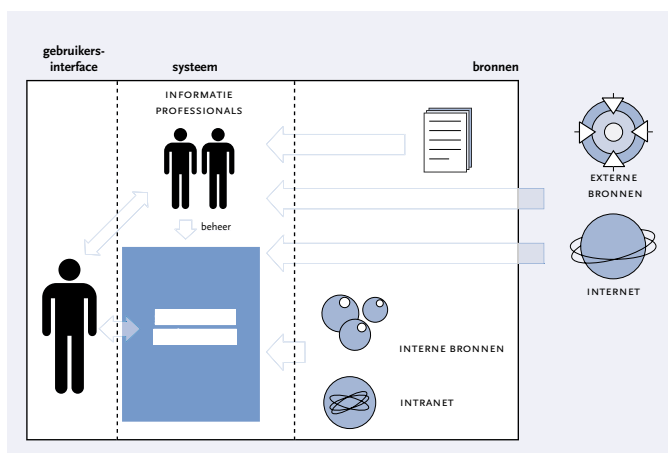 gebruikers-
interface
systeem
bronnen
INFORMATIE
PROFESSIONALS
beheer
EXTERNE
BRONNEN
INTERNET
INTERNE BRONNEN
INTRANET